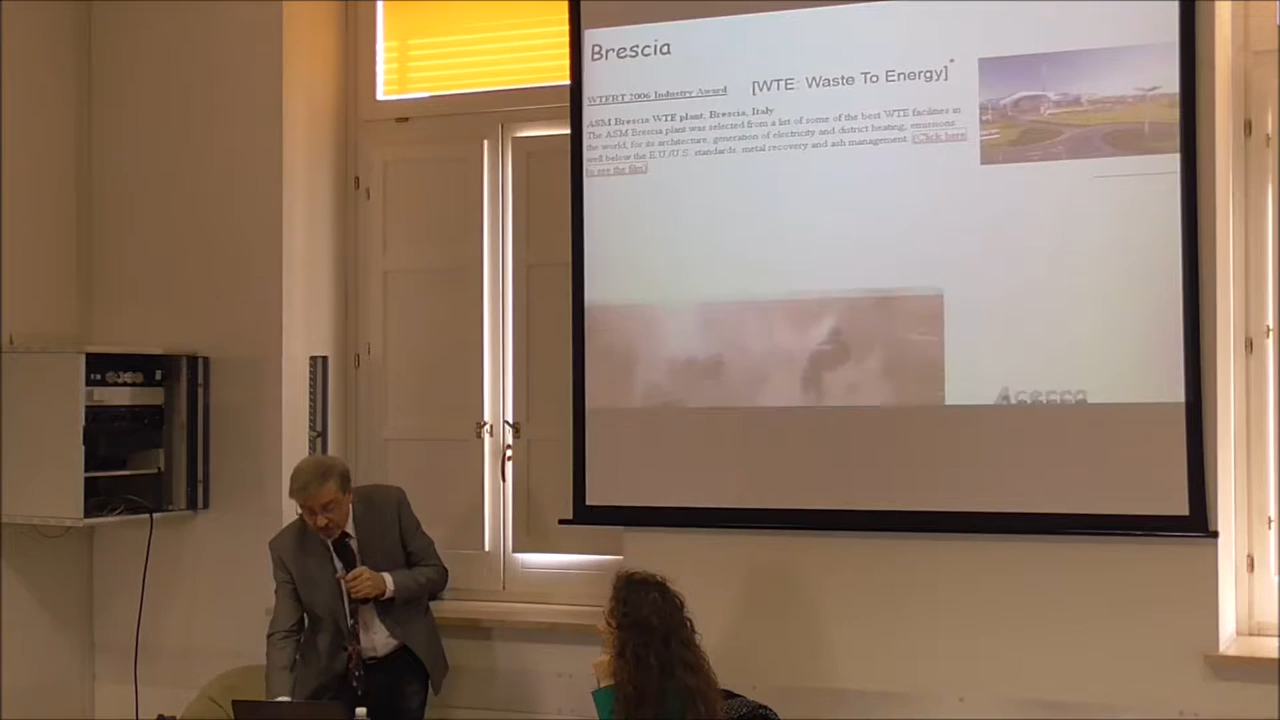 Brescia
[WTE: Waste To Energy]*
WTERT 2006 Industry Award
ASM Brescia WTE plant, Brescia, Italy
The ASM Brescia plant was selected from a list of some of the best WTE facilities in
the world, for its architecture, generation of electricity and district heating, emissions
well below the E.U./U.S. standards, metal recovery and ash management. (Click here
to see the film)